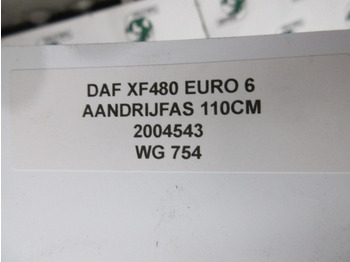 DAF XF480 EURO 6
AANDRIJFAS 110CM
2004543
WG 754